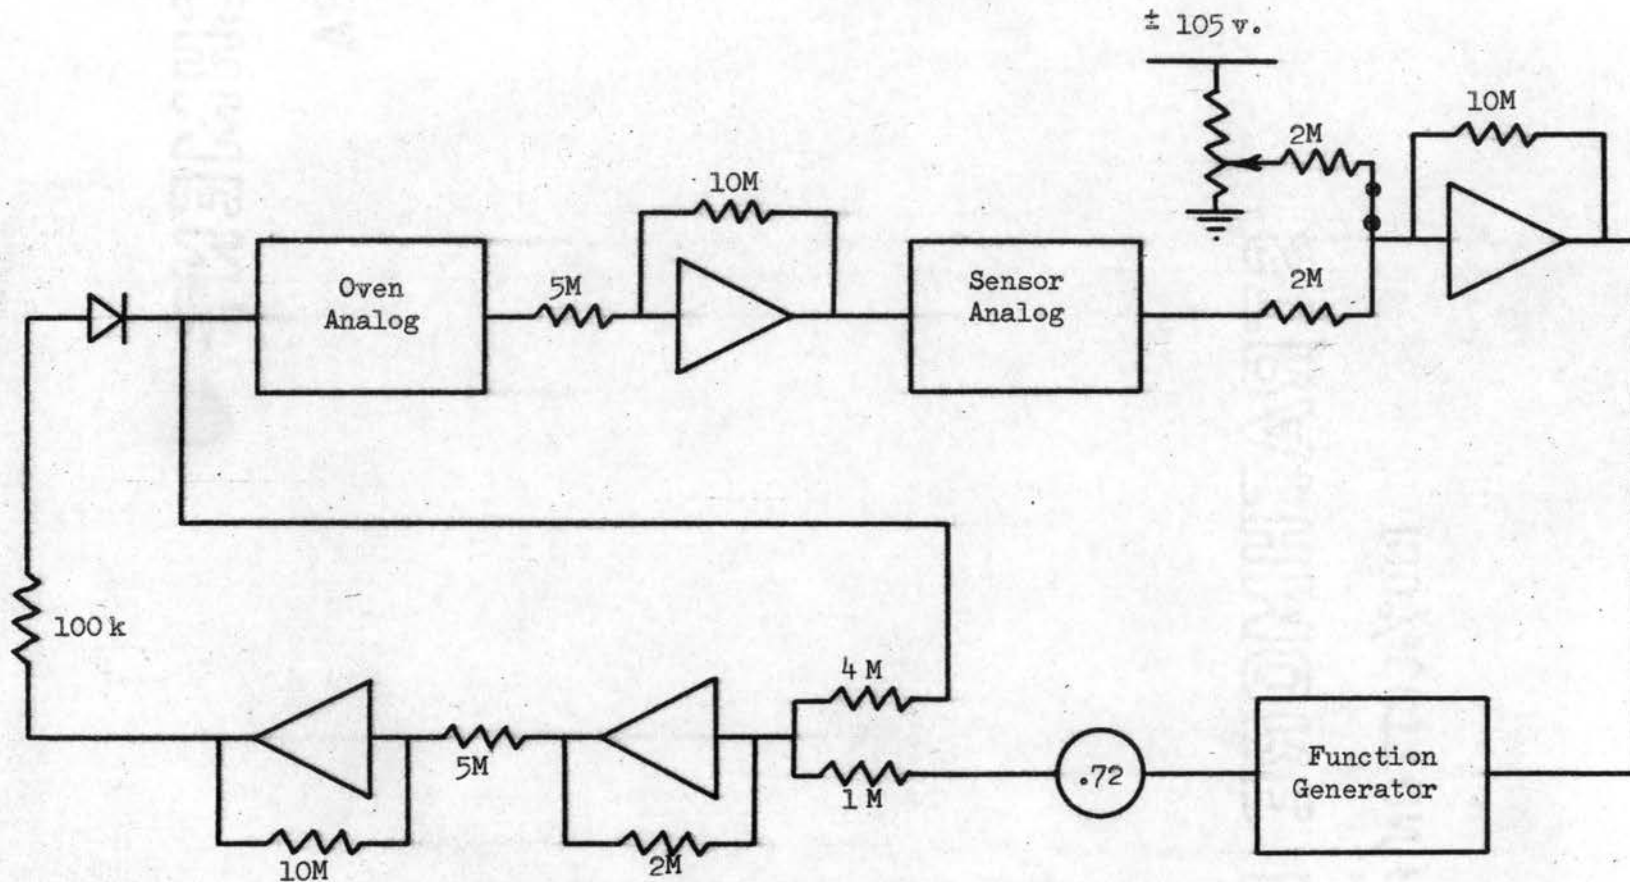 ± 105 v.
10M
2M
10M
Oven
Analog
5M
Sensor
Analog
2M
100 k
4 M
5M
1 M
.72
Function
Generator
10M
2M